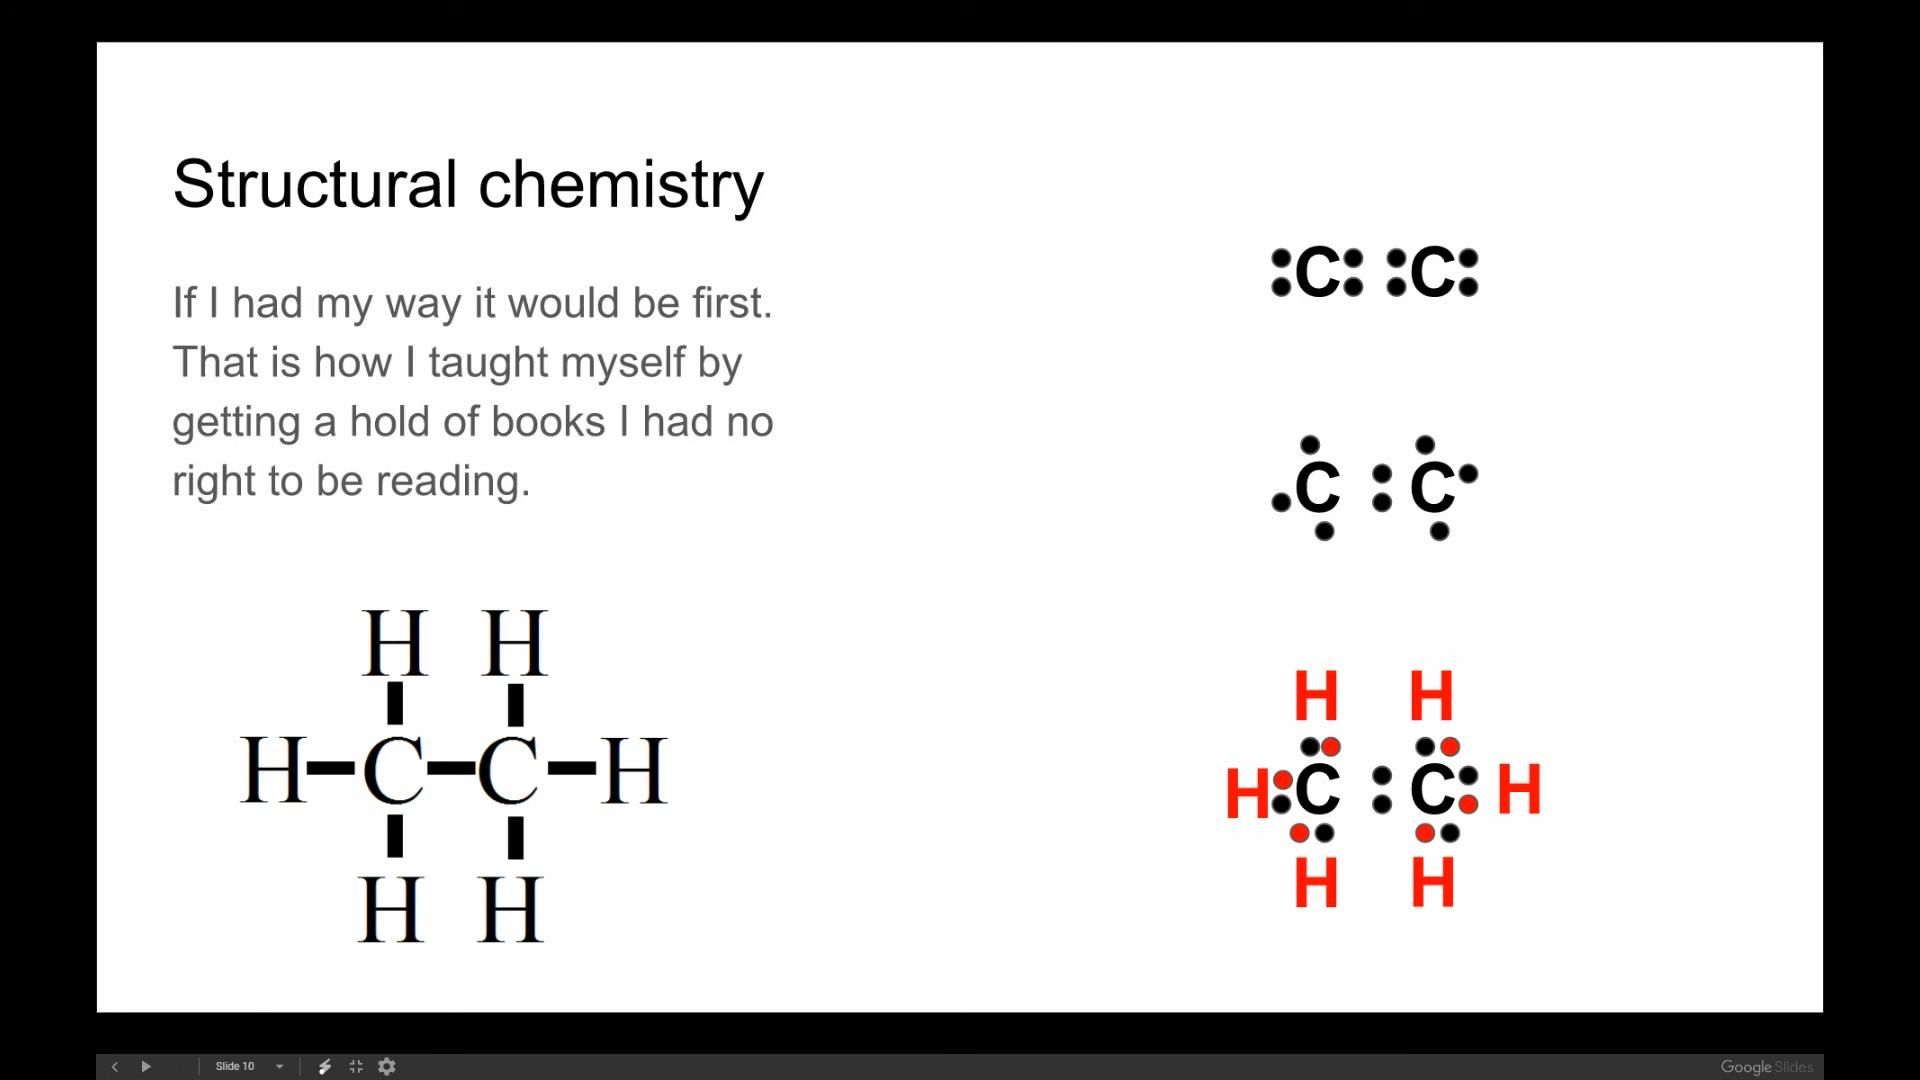 Structural chemistry
If I had my way it would be first.
That is how I taught myself by
getting a hold of books I had no
right to be reading.
H H
H C C H
H H
C C
C C
H H
H C C H
H H
Slide 10
Google Slides